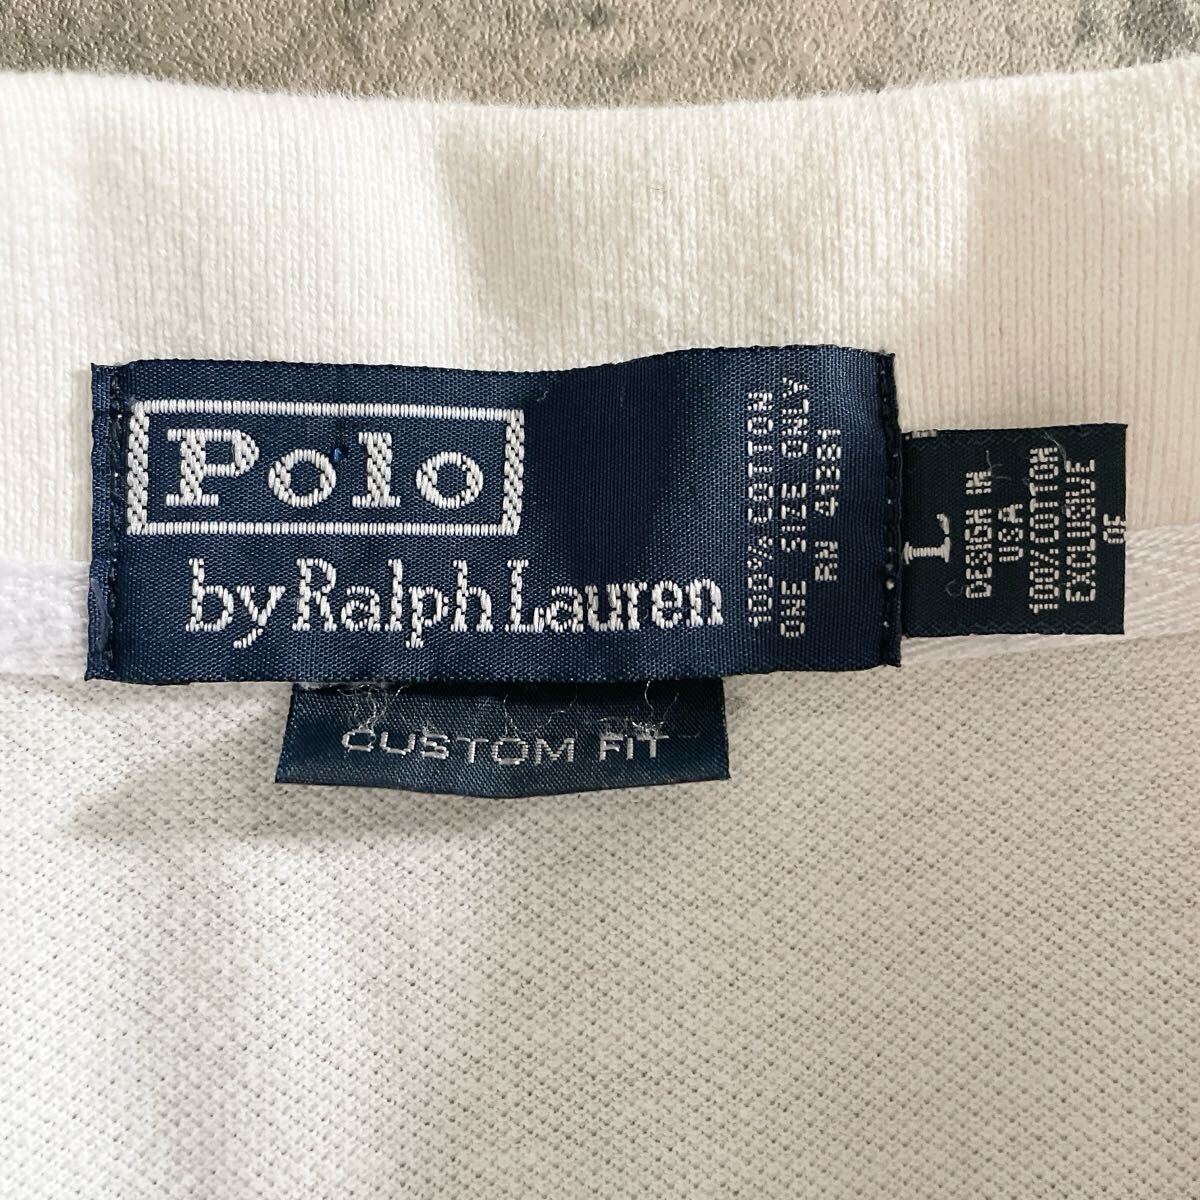 Polo
by Ralph Lauren
100% COTTON
ONE SIZE ONLY
RN 41381
L
DESIGN IN
USA
100% COTTON
EXCLUSIVE
OF
CUSTOM FIT